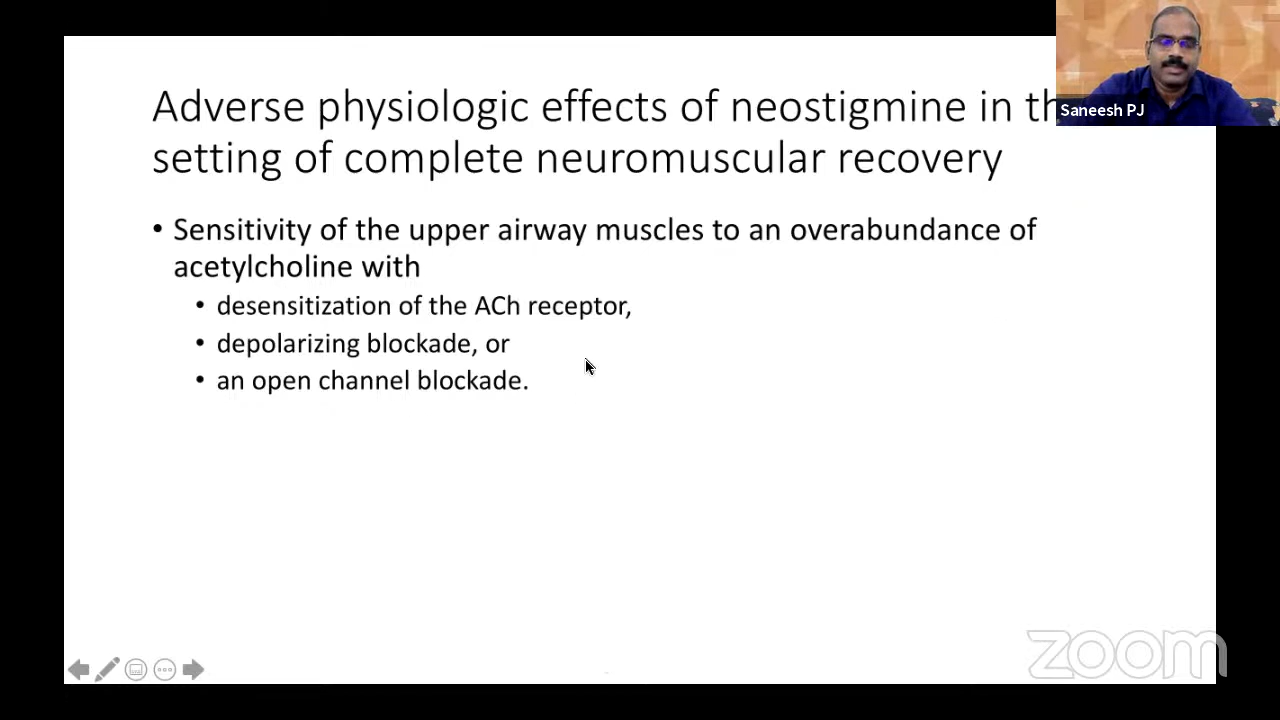 Adverse physiologic effects of neostigmine in th
setting of complete neuromuscular recovery
Saneesh PJ
• Sensitivity of the upper airway muscles to an overabundance of
acetylcholine with
• desensitization of the ACh receptor,
• depolarizing blockade, or
• an open channel blockade.
zoom